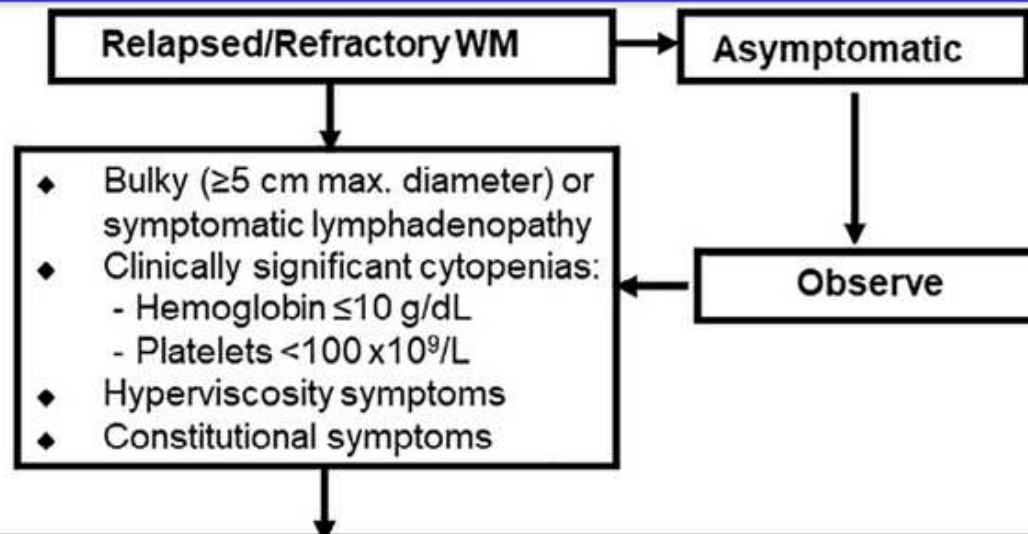 Relapsed/Refractory WM
Asymptomatic
◆ Bulky (≥5 cm max. diameter) or
symptomatic lymphadenopathy
◆ Clinically significant cytopenias:
- Hemoglobin ≤10 g/dL
- Platelets <100 x10⁹/L
◆ Hyperviscosity symptoms
◆ Constitutional symptoms
Observe